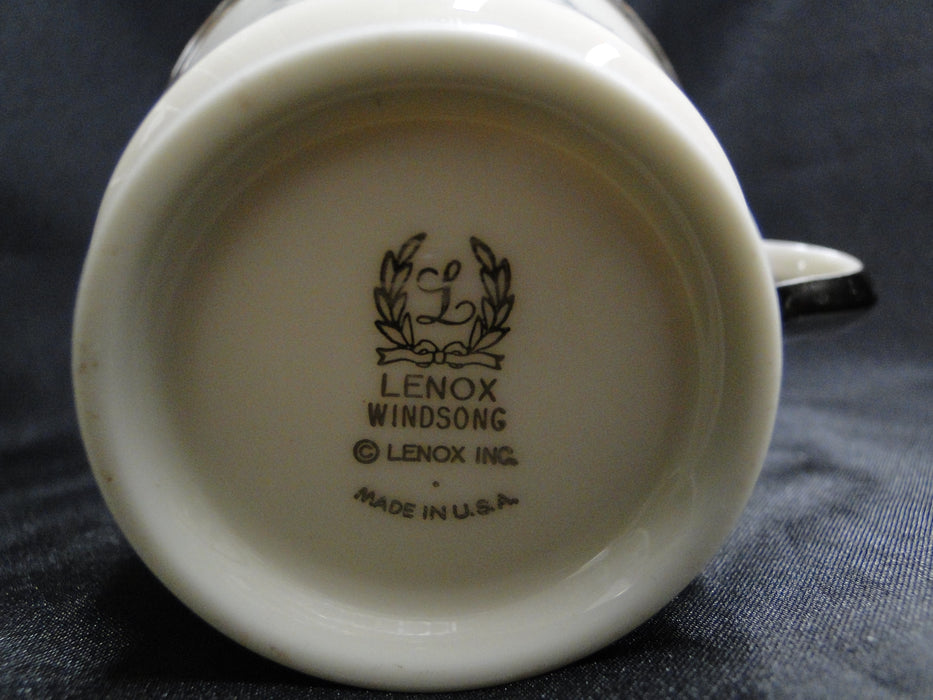 L
LENOX
WINDSONG
© LENOX INC.
MADE IN U.S.A.